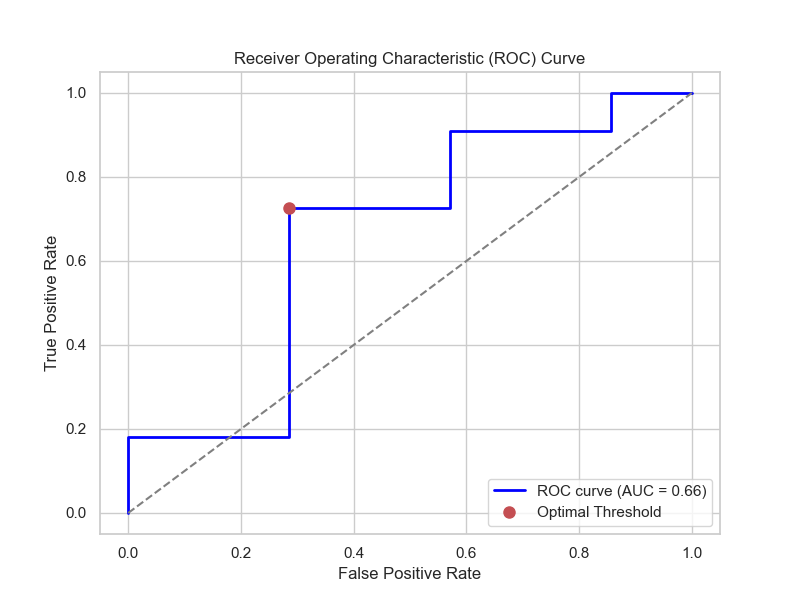 Receiver Operating Characteristic (ROC) Curve
1.0
0.8
0.6
0.4
0.2
0.0
True Positive Rate
ROC curve (AUC = 0.66)
Optimal Threshold
0.0 0.2 0.4 0.6 0.8 1.0
False Positive Rate